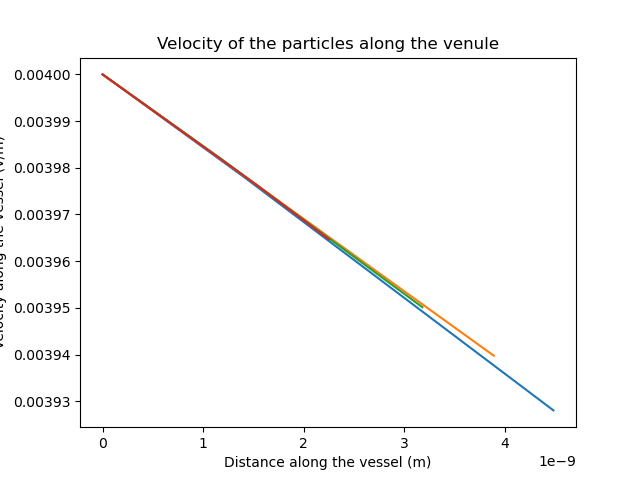 Velocity of the particles along the venule
0.00400
0.00399
0.00398
0.00397
0.00396
0.00395
0.00394
0.00393
along the vessel (v/m)
0 1 2 3 4
1e−9
Distance along the vessel (m)